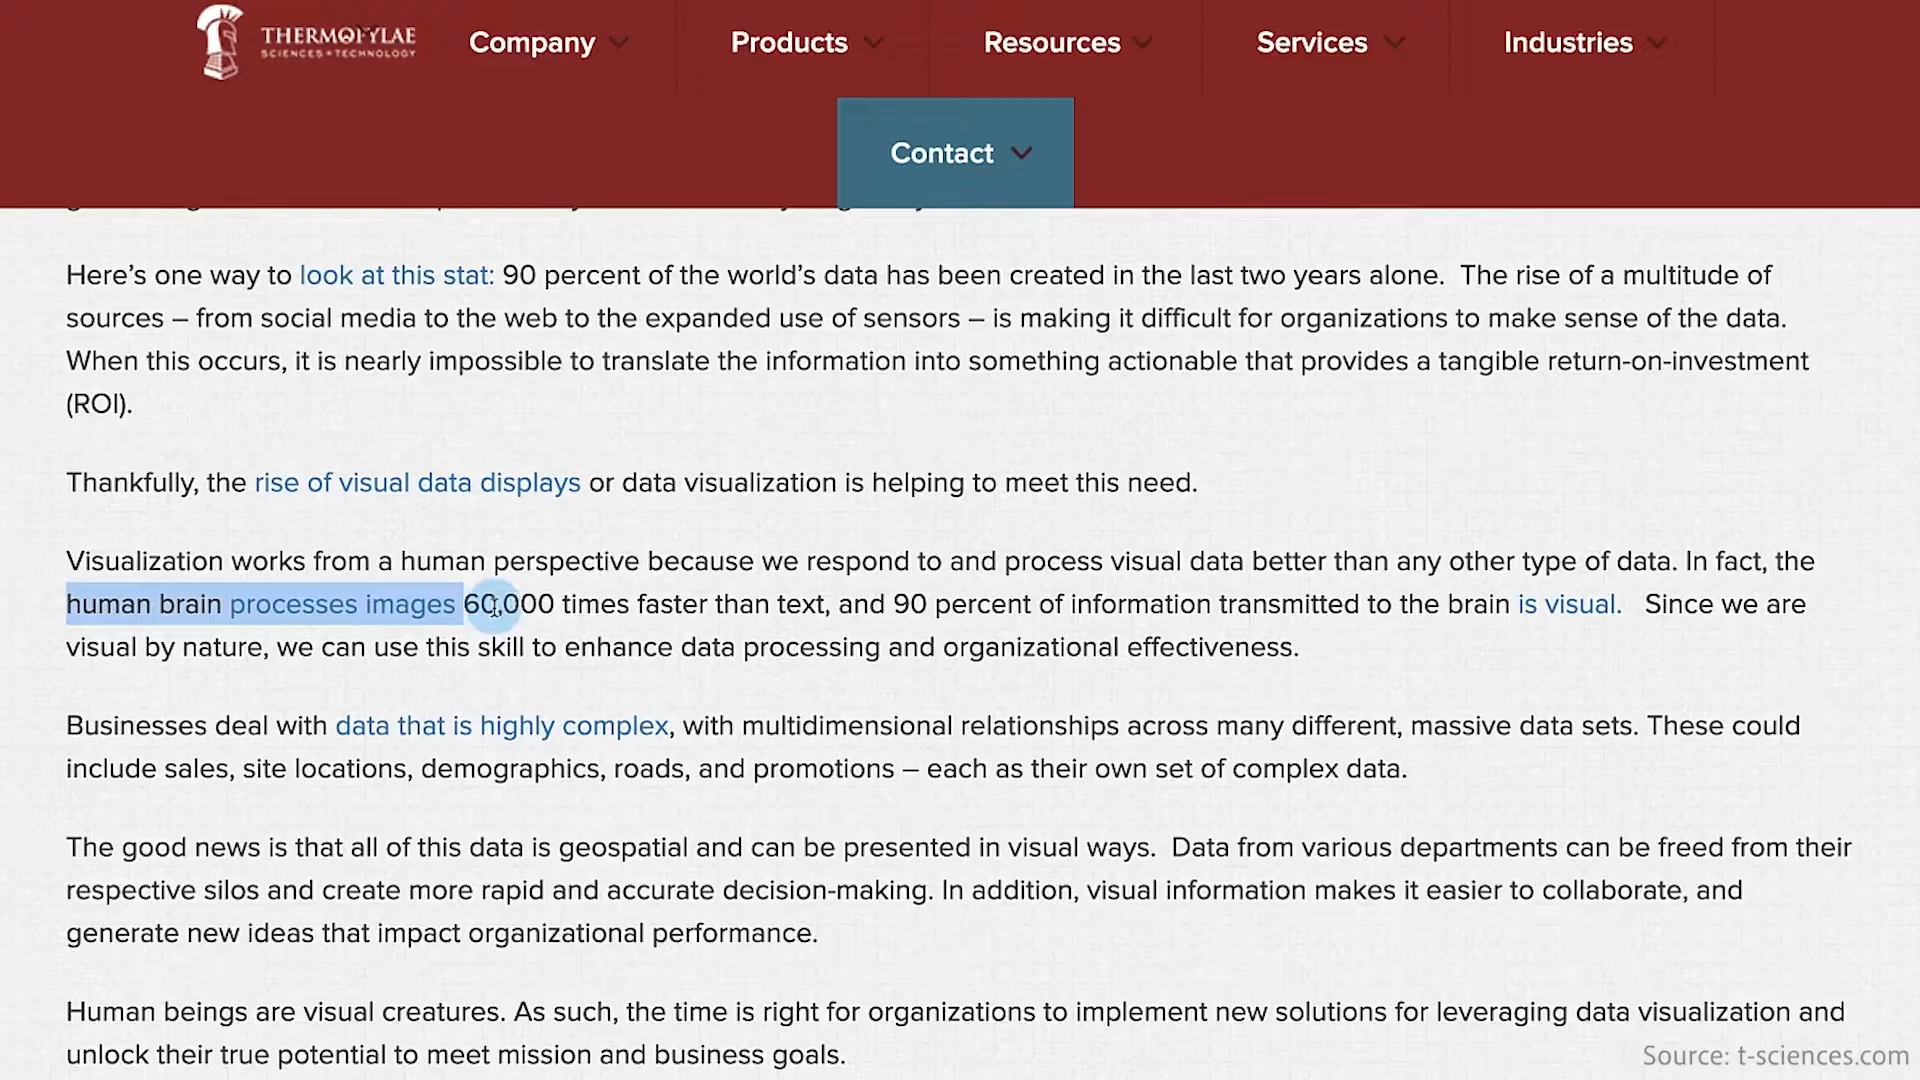 THERMOPYLAE
SCIENCES + TECHNOLOGY
Company
Products
Resources
Services
Industries
Contact
Here’s one way to look at this stat: 90 percent of the world’s data has been created in the last two years alone.  The rise of a multitude of
sources – from social media to the web to the expanded use of sensors – is making it difficult for organizations to make sense of the data.
When this occurs, it is nearly impossible to translate the information into something actionable that provides a tangible return-on-investment
(ROI).
Thankfully, the rise of visual data displays or data visualization is helping to meet this need.
Visualization works from a human perspective because we respond to and process visual data better than any other type of data. In fact, the
human brain processes images 60,000 times faster than text, and 90 percent of information transmitted to the brain is visual.   Since we are
visual by nature, we can use this skill to enhance data processing and organizational effectiveness.
Businesses deal with data that is highly complex, with multidimensional relationships across many different, massive data sets. These could
include sales, site locations, demographics, roads, and promotions – each as their own set of complex data.
The good news is that all of this data is geospatial and can be presented in visual ways.  Data from various departments can be freed from their
respective silos and create more rapid and accurate decision-making. In addition, visual information makes it easier to collaborate, and
generate new ideas that impact organizational performance.
Human beings are visual creatures. As such, the time is right for organizations to implement new solutions for leveraging data visualization and
unlock their true potential to meet mission and business goals.
Source: t-sciences.com